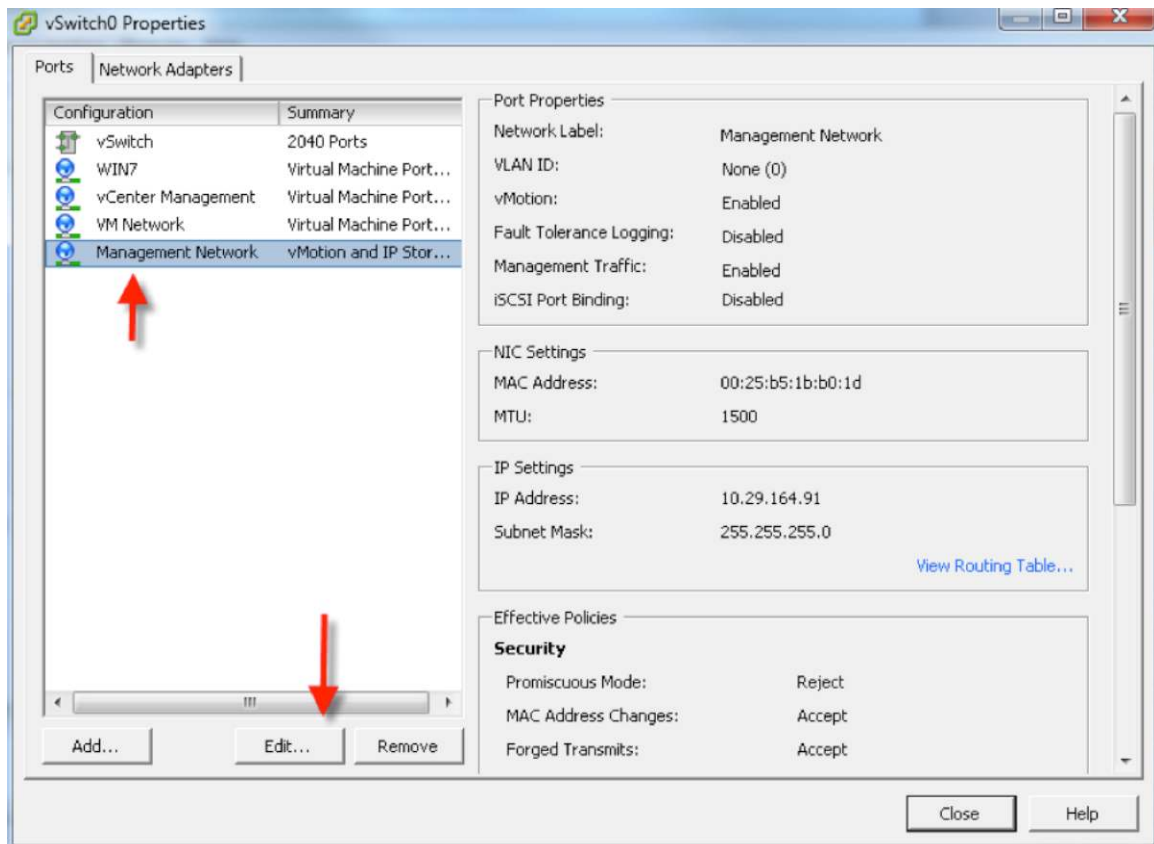 vSwitch0 Properties
Ports Network Adapters
Configuration Summary
vSwitch 2040 Ports
WIN7 Virtual Machine Port...
vCenter Management Virtual Machine Port...
VM Network Virtual Machine Port...
Management Network vMotion and IP Stor...
Add... Edit... Remove
Port Properties
Network Label: Management Network
VLAN ID: None (0)
vMotion: Enabled
Fault Tolerance Logging: Disabled
Management Traffic: Enabled
iSCSI Port Binding: Disabled
NIC Settings
MAC Address: 00:25:b5:1b:b0:1d
MTU: 1500
IP Settings
IP Address: 10.29.164.91
Subnet Mask: 255.255.255.0
View Routing Table...
Effective Policies
Security
Promiscuous Mode: Reject
MAC Address Changes: Accept
Forged Transmits: Accept
Close Help